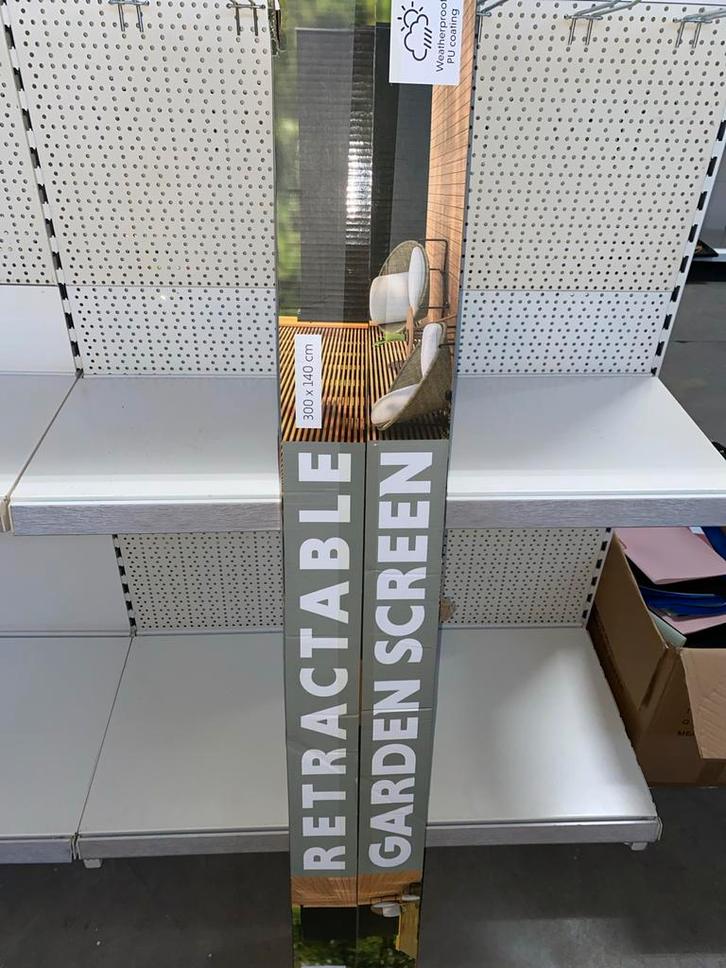 Weatherproof
PU coating
300 x 140 cm
RETRACTABLE
GARDEN SCREEN